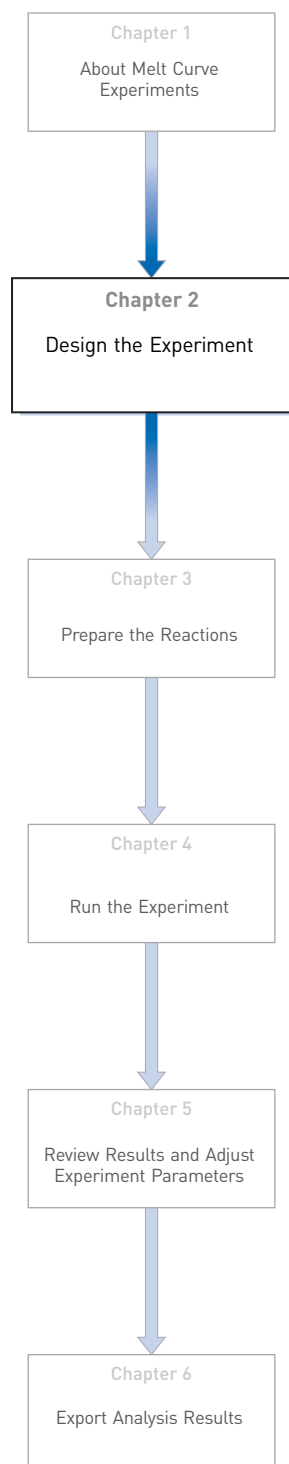 Chapter 1
About Melt Curve
Experiments
Chapter 2
Design the Experiment
Chapter 3
Prepare the Reactions
Chapter 4
Run the Experiment
Chapter 5
Review Results and Adjust
Experiment Parameters
Chapter 6
Export Analysis Results